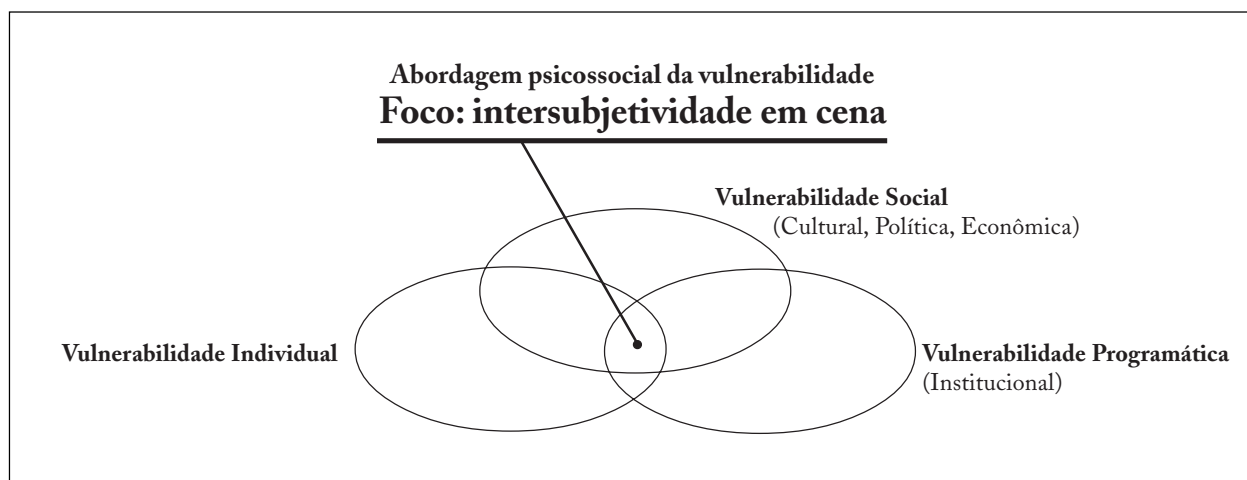 Abordagem psicossocial da vulnerabilidade
Foco: intersubjetividade em cena
Vulnerabilidade Social
(Cultural, Política, Econômica)
Vulnerabilidade Individual
Vulnerabilidade Programática
(Institucional)